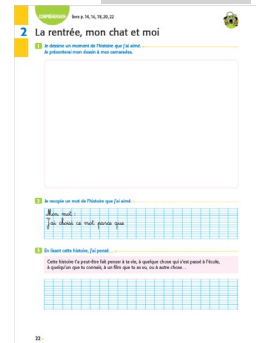 COMPRENDRE livre p. 14, 16, 18, 20, 22
2 La rentrée, mon chat et moi
1 Je dessine un moment de l'histoire que j'ai aimé...
Je présenterai mon dessin à mes camarades.
2 Je recopie un mot de l'histoire que j'ai aimé...
Mon mot :
J'ai choisi ce mot parce que
3 En lisant cette histoire, j'ai pensé...
Cette histoire t'a peut-être fait penser à ta vie, à quelque chose qui s'est passé à l'école,
à quelqu'un que tu connais, à un film que tu as vu, ou à autre chose...
22